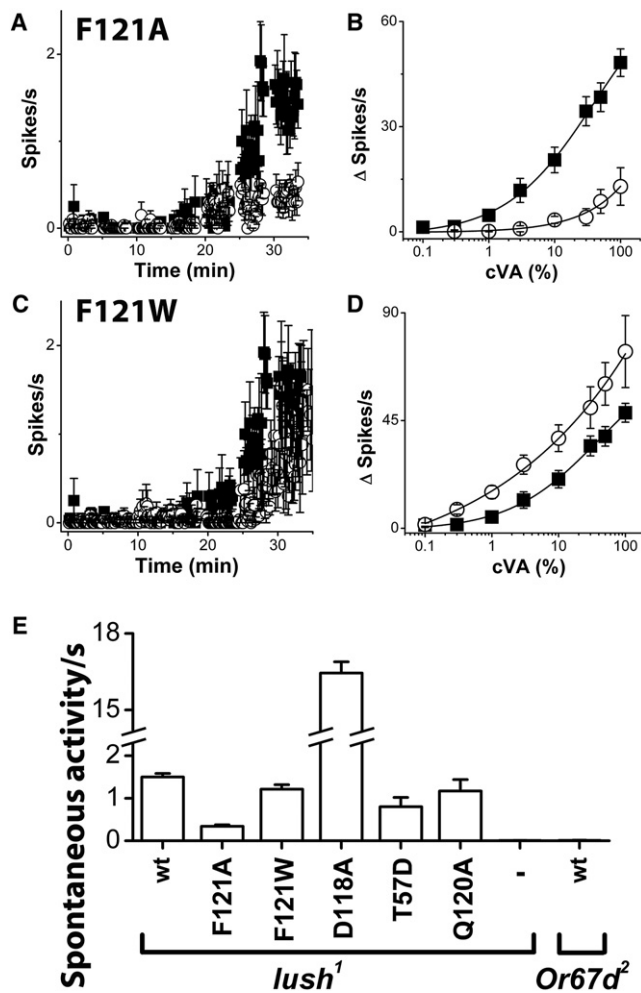 A
F121A
Spikes/s
2
0
0
10
20
30
Time (min)
B
Δ Spikes/s
60
30
0
0.1
1
10
100
cVA (%)
C
F121W
Spikes/s
2
0
0
10
20
30
Time (min)
D
Δ Spikes/s
90
45
0
0.1
1
10
100
cVA (%)
E
Spontaneous activity/s
18
15
2
1
0
wt
F121A
F121W
D118A
T57D
Q120A
-
wt
lush¹
Or67d²